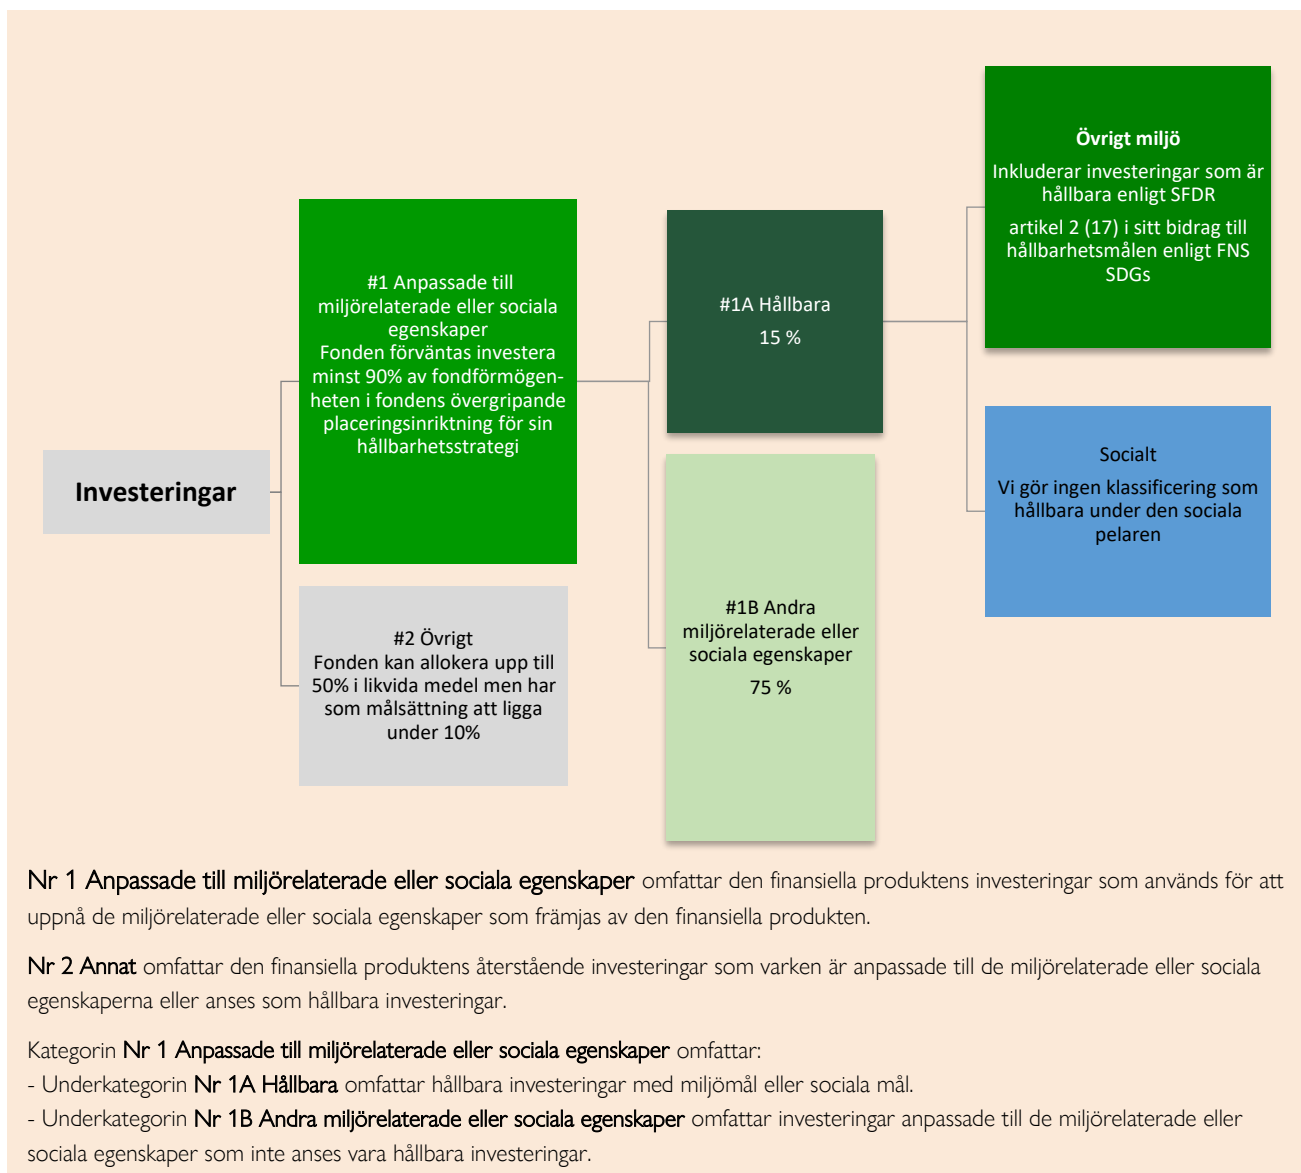 Investeringar
#1 Anpassade till
miljörelaterade eller sociala
egenskaper
Fonden förväntas investera
minst 90% av fondförmögen-
heten i fondens övergripande
placeringsinriktning för sin
hållbarhetsstrategi
#2 Övrigt
Fonden kan allokera upp till
50% i likvida medel men har
som målsättning att ligga
under 10%
#1A Hållbara
15 %
#1B Andra
miljörelaterade eller
sociala egenskaper
75 %
Övrigt miljö
Inkluderar investeringar som är
hållbara enligt SFDR
artikel 2 (17) i sitt bidrag till
hållbarhetsmålen enligt FNS
SDGs
Socialt
Vi gör ingen klassificering som
hållbara under den sociala
pelaren
Nr 1 Anpassade till miljörelaterade eller sociala egenskaper omfattar den finansiella produktens investeringar som används för att
uppnå de miljörelaterade eller sociala egenskaper som främjas av den finansiella produkten.
Nr 2 Annat omfattar den finansiella produktens återstående investeringar som varken är anpassade till de miljörelaterade eller sociala
egenskaperna eller anses som hållbara investeringar.
Kategorin Nr 1 Anpassade till miljörelaterade eller sociala egenskaper omfattar:
- Underkategorin Nr 1A Hållbara omfattar hållbara investeringar med miljömål eller sociala mål.
- Underkategorin Nr 1B Andra miljörelaterade eller sociala egenskaper omfattar investeringar anpassade till de miljörelaterade eller
sociala egenskaper som inte anses vara hållbara investeringar.